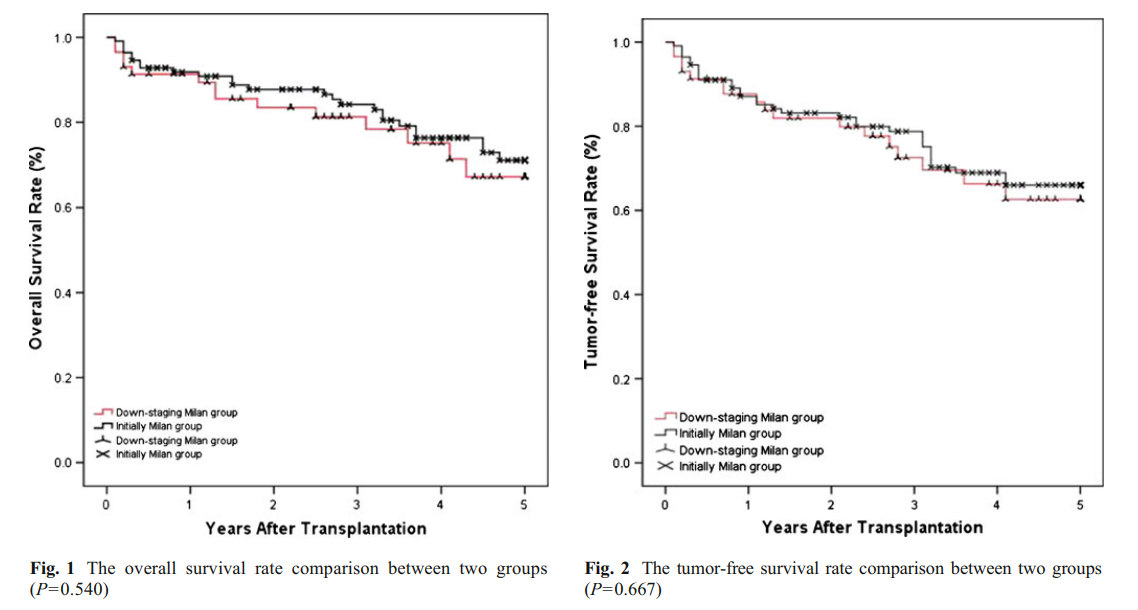 1.0
0.8
0.6
0.4
0.2
0.0
Overall Survival Rate (%)
Down-staging Milan group
Initially Milan group
Down-staging Milan group
Initially Milan group
0 1 2 3 4 5
Years After Transplantation
Fig. 1 The overall survival rate comparison between two groups
(P=0.540)
1.0
0.8
0.6
0.4
0.2
0.0
Tumor-free Survival Rate (%)
Down-staging Milan group
Initially Milan group
Down-staging Milan group
Initially Milan group
0 1 2 3 4 5
Years After Transplantation
Fig. 2 The tumor-free survival rate comparison between two groups
(P=0.667)